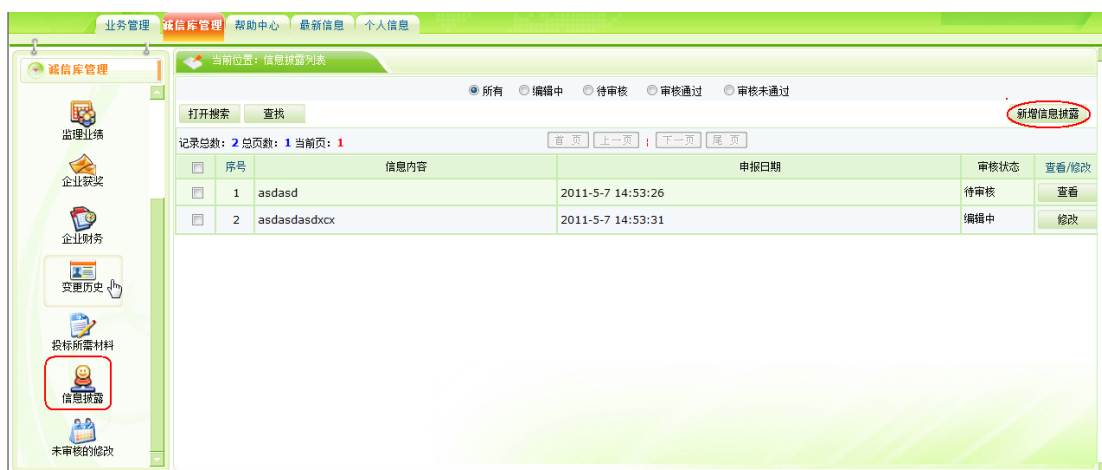 业务管理 诚信库管理 帮助中心 最新信息 个人信息
诚信库管理
当前位置：信息披露列表
所有 编辑中 待审核 审核通过 审核未通过
打开搜索 查找 新增信息披露
记录总数：2 总页数：1 当前页：1 首 页 上一页 | 下一页 尾 页
序号 信息内容 申报日期 审核状态 查看/修改
1 asdasd 2011-5-7 14:53:26 待审核 查看
2 asdasdasdxcx 2011-5-7 14:53:31 编辑中 修改
监理业绩
企业获奖
企业财务
变更历史
投标所需材料
信息披露
未审核的修改